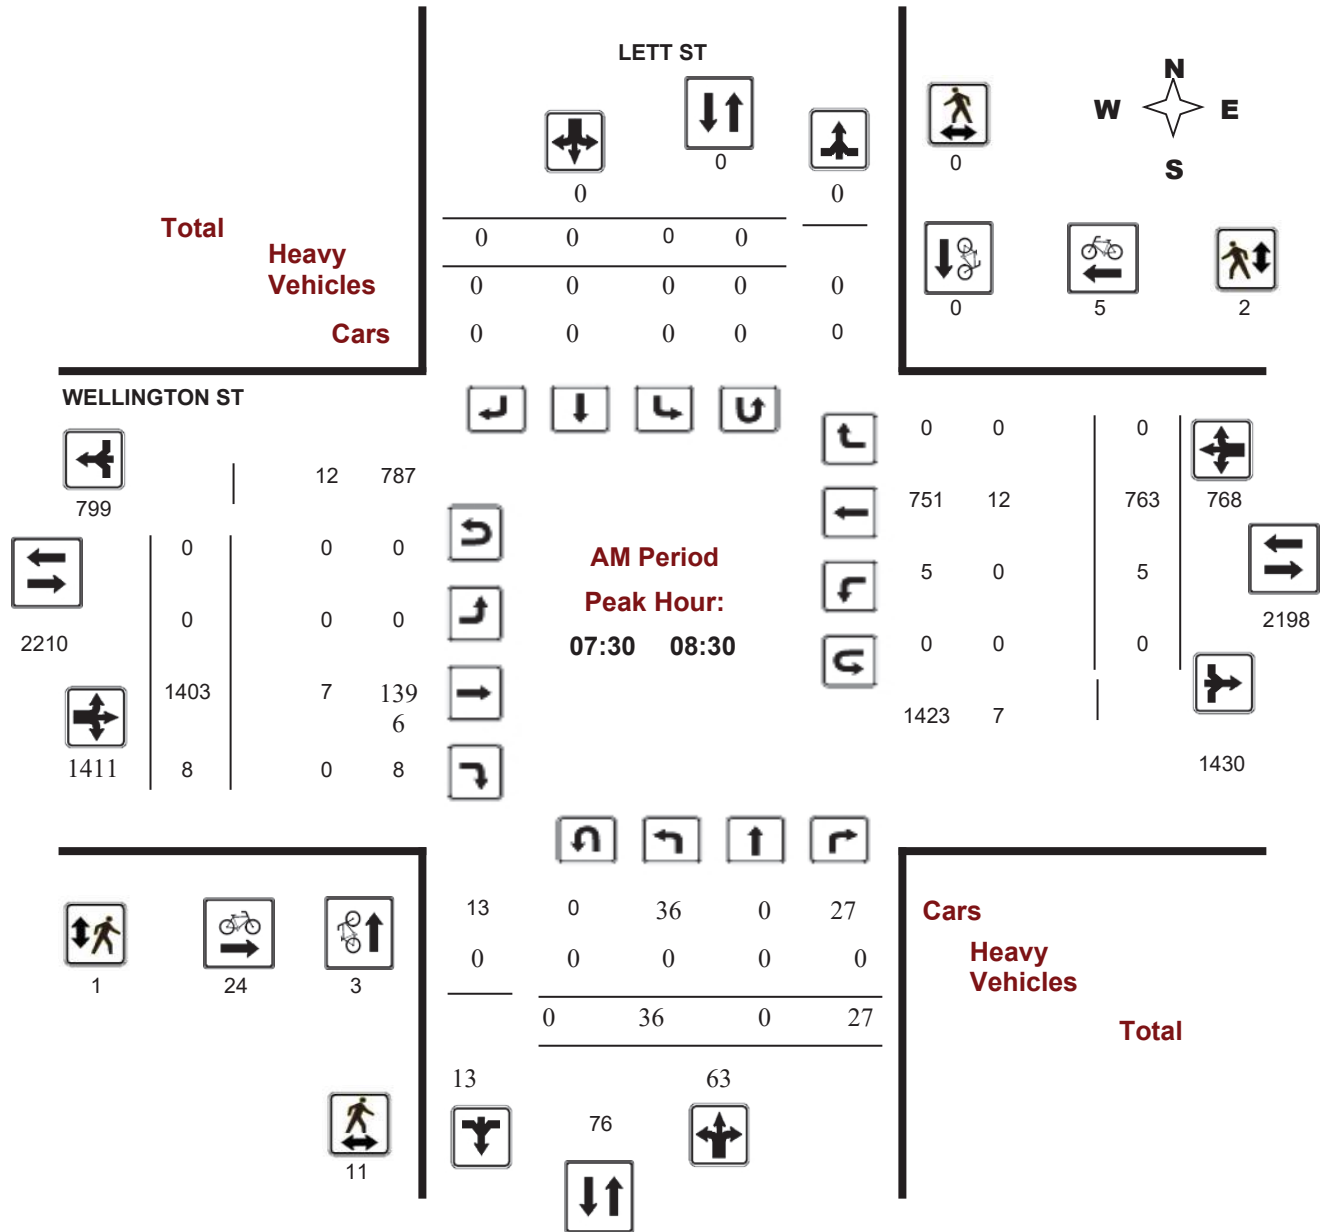 LETT ST
N
W E
S
0
0
0 0
Total
0 0 0 0
Heavy
Vehicles
0 0 0 0 0
0 5 2
Cars
0 0 0 0 0
WELLINGTON ST
0 0 0
12 787
799
751 12 763 768
0 0 0
AM Period
5 0 5
Peak Hour:
0 0 0
2198
2210
07:30 08:30
0 0 0
1403 7 139
6
1423 7
1411 8 0 8
1430
13 0 36 0 27
Cars
0 0 0 0 0
Heavy
Vehicles
1 24 3
0 36 0 27
Total
13 63
76
11